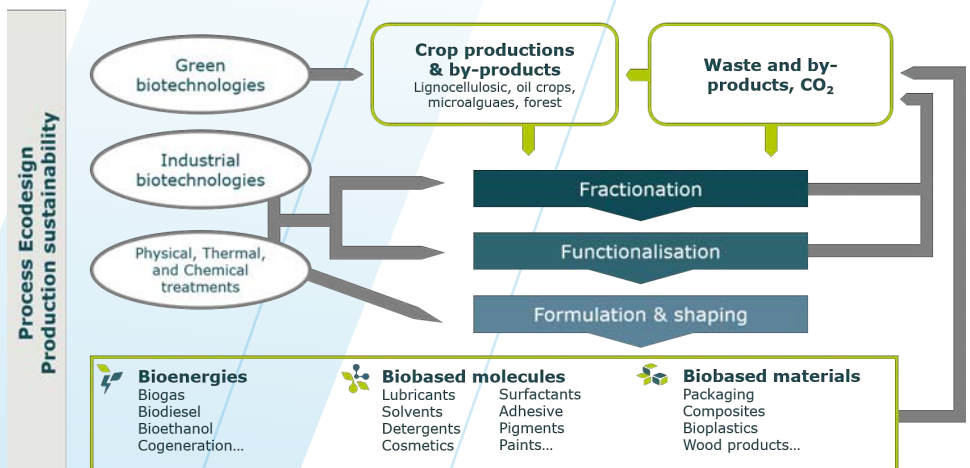 Process Ecodesign
Production sustainability
Green
biotechnologies
Crop productions
& by-products
Lignocellulosic, oil crops,
microalguaes, forest
Waste and by-
products, CO₂
Industrial
biotechnologies
Physical, Thermal,
and Chemical
treatments
Fractionation
Functionalisation
Formulation & shaping
Bioenergies
Biogas
Biodiesel
Bioethanol
Cogeneration...
Biobased molecules
Lubricants
Solvents
Detergents
Cosmetics
Surfactants
Adhesive
Pigments
Paints...
Biobased materials
Packaging
Composites
Bioplastics
Wood products...